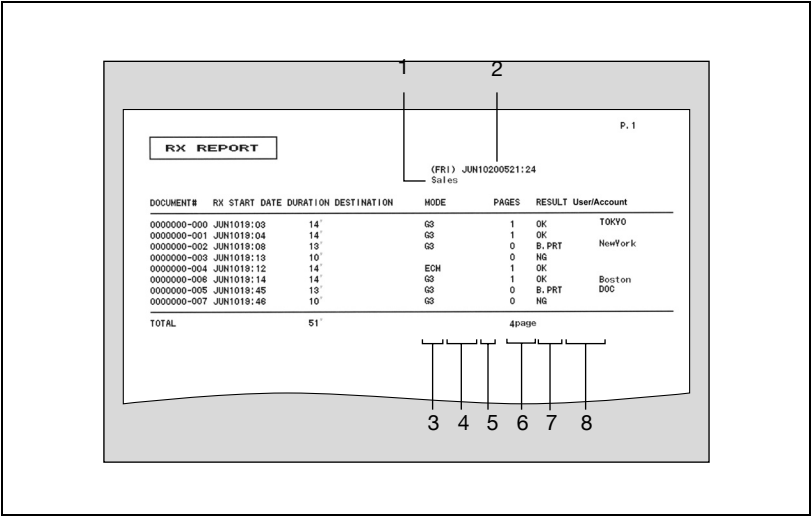 1 2
P.1
RX REPORT
(FRI) JUN10200521:24
Sales
DOCUMENT# RX START DATE DURATION DESTINATION MODE PAGES RESULT User/Account
0000000-000 JUN1019:03 14" G3 1 OK TOKYO
0000000-001 JUN1019:04 14" G3 1 OK
0000000-002 JUN1019:08 13" G3 0 B.PRT NewYork
0000000-003 JUN1019:13 10" 0 NG
0000000-004 JUN1019:12 14" ECM 1 OK
0000000-006 JUN1019:14 14" G3 1 OK Boston
0000000-005 JUN1019:45 13" G3 0 B.PRT DOC
0000000-007 JUN1019:46 10" G3 0 NG
TOTAL 51" 4page
3 4 5 6 7 8